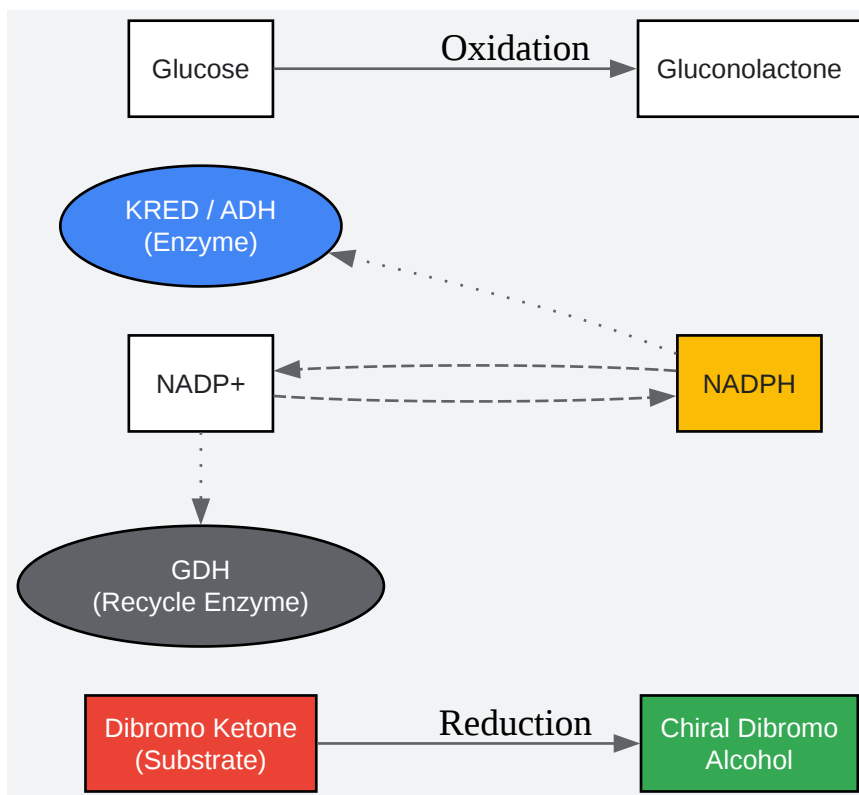 Glucose
Oxidation
Gluconolactone
KRED / ADH
(Enzyme)
NADP+
NADPH
GDH
(Recycle Enzyme)
Dibromo Ketone
(Substrate)
Reduction
Chiral Dibromo
Alcohol